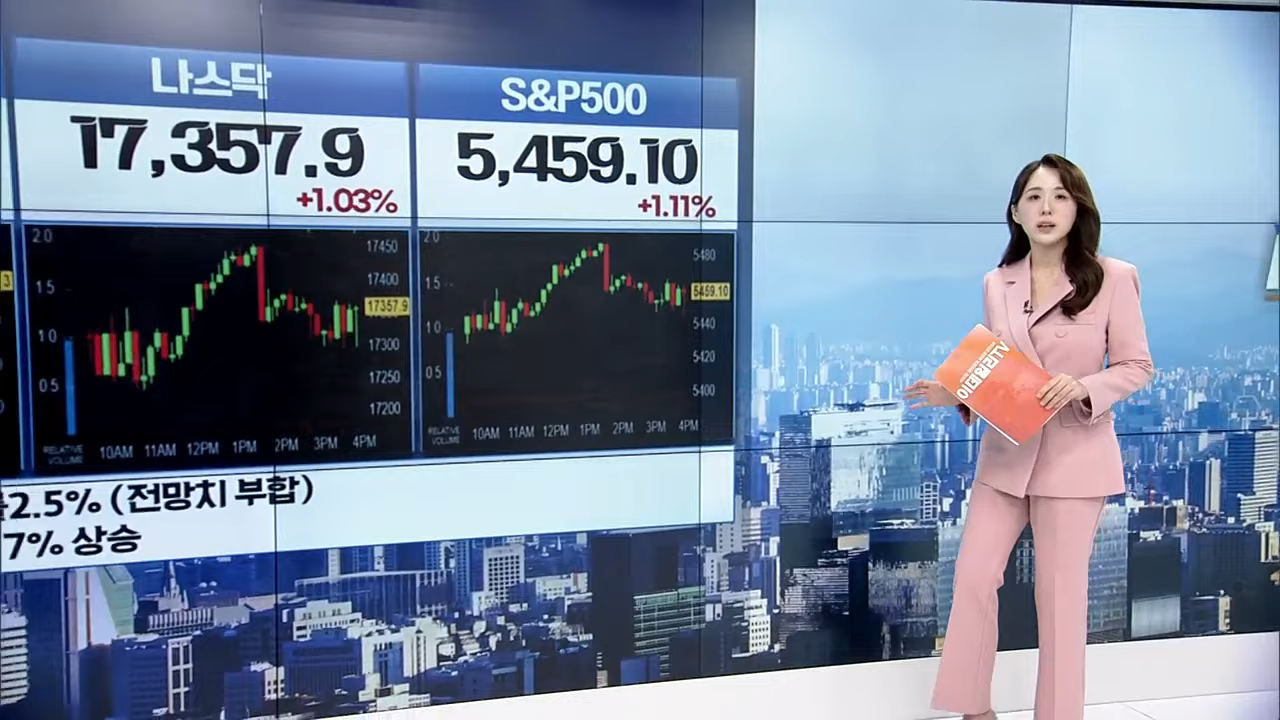 나스닥
17,357.9
+1.03%
S&P500
5,459.10
+1.11%
2.0
1.5
1.0
0.5
17450
17400
17357.9
17300
17250
17200
RELATIVE
VOLUME
10AM 11AM 12PM 1PM 2PM 3PM 4PM
2.0
1.5
1.0
0.5
5480
5459.10
5440
5420
5400
RELATIVE
VOLUME
10AM 11AM 12PM 1PM 2PM 3PM 4PM
3
2.5% (전망치 부합)
7% 상승
이데일리TV